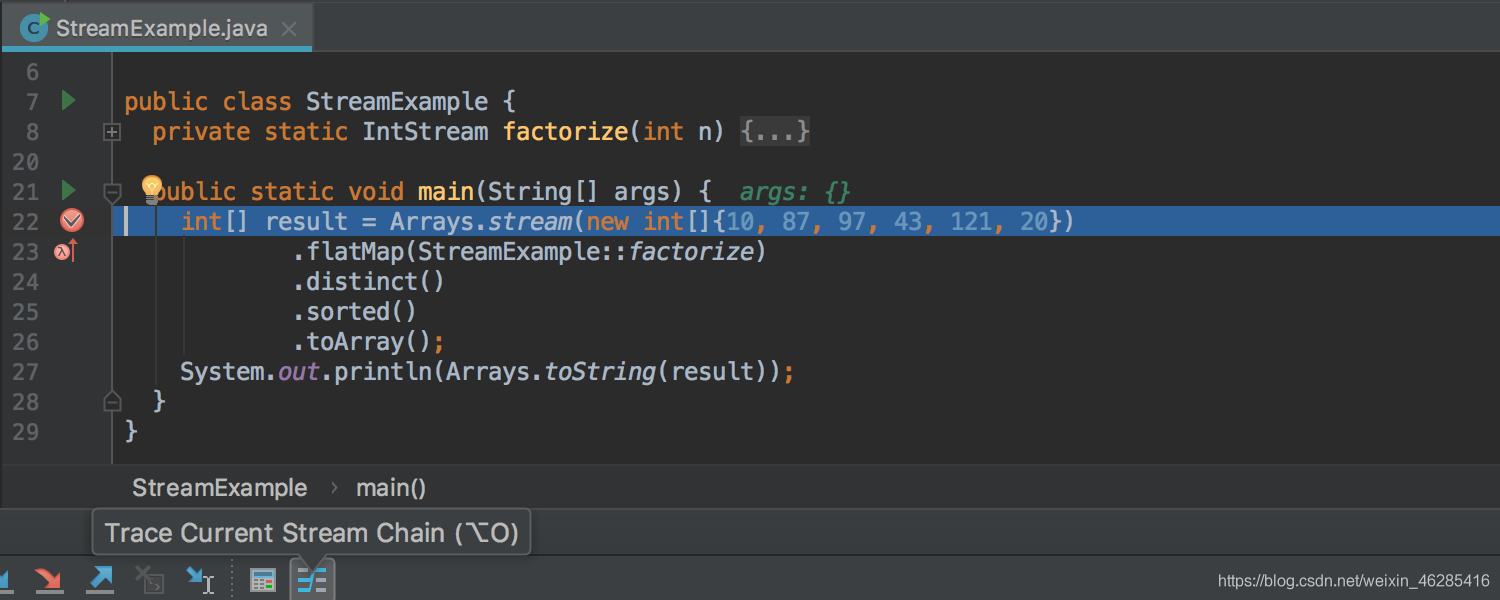 StreamExample.java
6
7 public class StreamExample {
8 private static IntStream factorize(int n) {...}
20
21 public static void main(String[] args) { args: {}
22 int[] result = Arrays.stream(new int[]{10, 87, 97, 43, 121, 20})
23 .flatMap(StreamExample::factorize)
24 .distinct()
25 .sorted()
26 .toArray();
27 System.out.println(Arrays.toString(result));
28 }
29 }
StreamExample › main()
Trace Current Stream Chain (⌥O)
https://blog.csdn.net/weixin_46285416